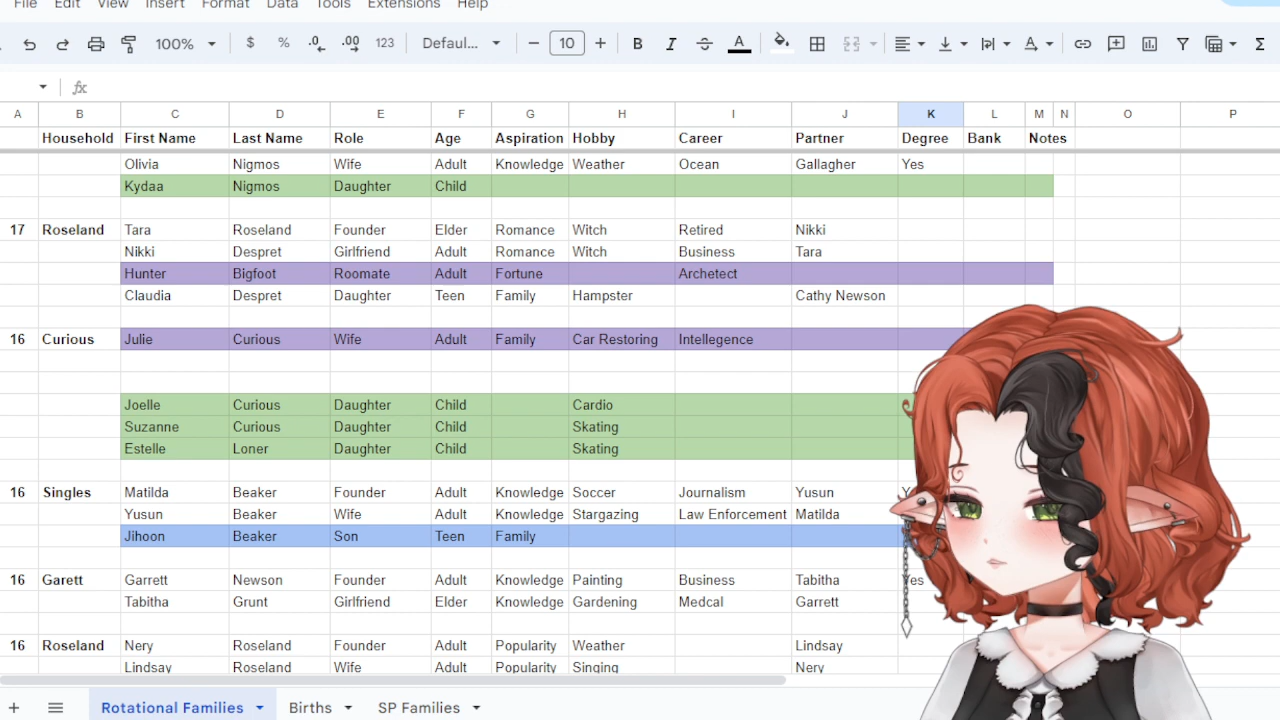 File Edit View Insert Format Data Tools Extensions Help
100% $ % .0 .00 123 Defaul... 10 B I A A Σ
fx
A B C D E F G H I J K L M N O P
Household First Name Last Name Role Age Aspiration Hobby Career Partner Degree Bank Notes
Olivia Nigmos Wife Adult Knowledge Weather Ocean Gallagher Yes
Kydaa Nigmos Daughter Child
17 Roseland Tara Roseland Founder Elder Romance Witch Retired Nikki
Nikki Despret Girlfriend Adult Romance Witch Business Tara
Hunter Bigfoot Roomate Adult Fortune Archetect
Claudia Despret Daughter Teen Family Hampster Cathy Newson
16 Curious Julie Curious Wife Adult Family Car Restoring Intellegence
Joelle Curious Daughter Child Cardio
Suzanne Curious Daughter Child Skating
Estelle Loner Daughter Child Skating
16 Singles Matilda Beaker Founder Adult Knowledge Soccer Journalism Yusun
Yusun Beker Wife Adult Knowledge Stargazing Law Enforcement Matilda
Jihoon Beaker Son Teen Family
16 Garett Garrett Newson Founder Adult Knowledge Painting Business Tabitha Yes
Tabitha Grunt Girlfriend Elder Knowledge Gardening Medcal Garrett
16 Roseland Nery Roseland Founder Adult Popularity Weather Lindsay
Lindsay Roseland Wife Adult Popularity Singing Nery
+ Rotational Families Births SP Families